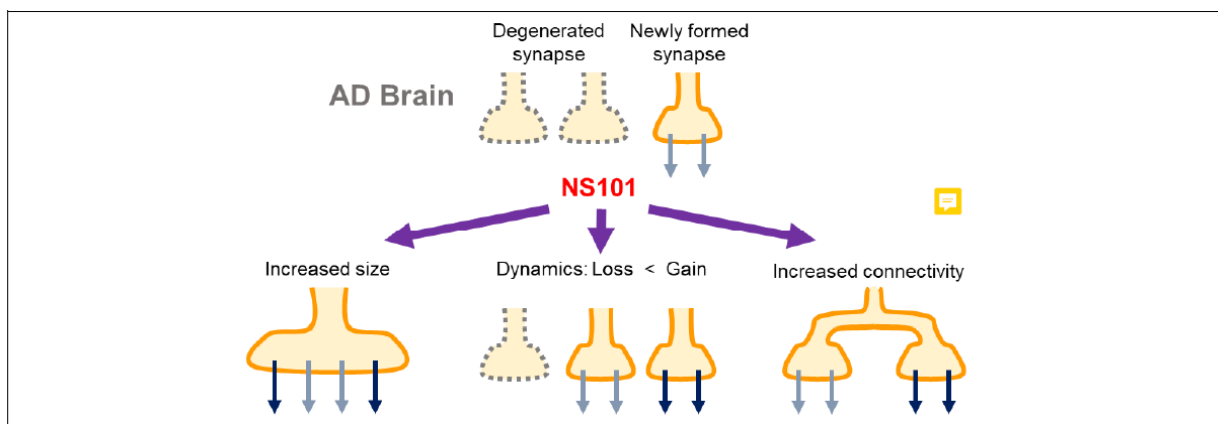 Degenerated synapse
Newly formed synapse
AD Brain
NS101
Increased size
Dynamics: Loss < Gain
Increased connectivity